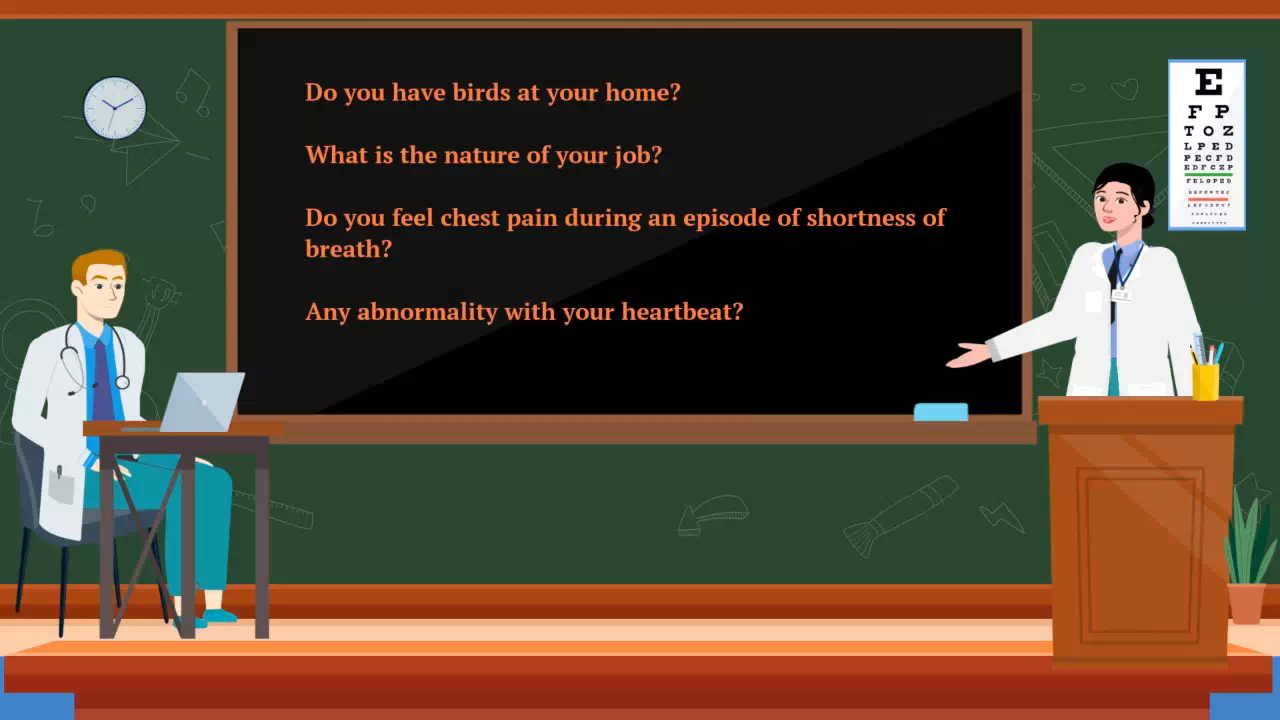 Do you have birds at your home?
What is the nature of your job?
Do you feel chest pain during an episode of shortness of
breath?
Any abnormality with your heartbeat?
E
F P
T O Z
L P E D
P E C F D
E D F C Z P
F E L O P Z D